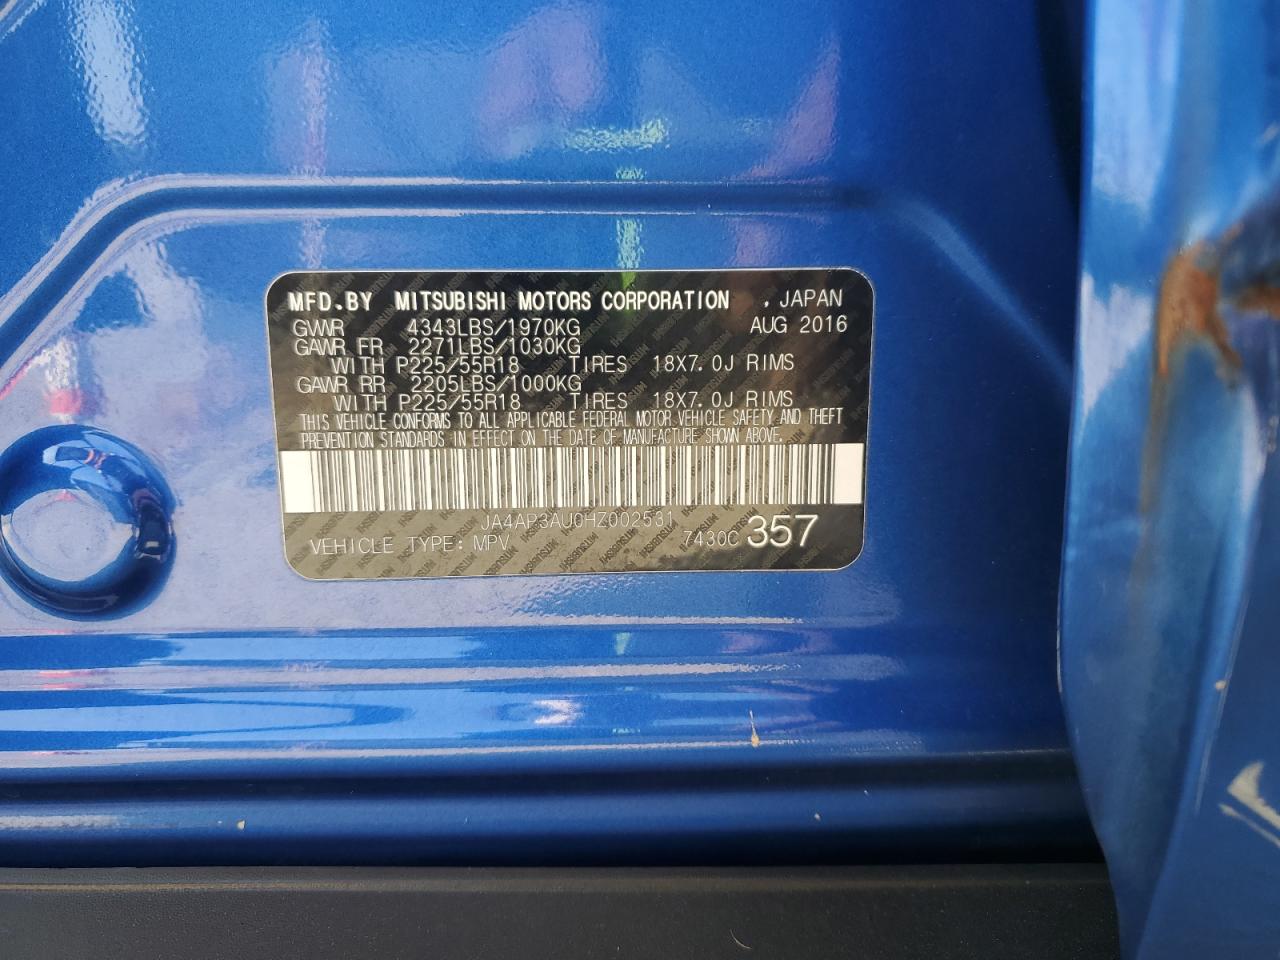 MFD.BY MITSUBISHI MOTORS CORPORATION , JAPAN
GVWR 4343LBS/1970KG AUG 2016
GAWR FR 2271LBS/1030KG
WITH P225/55R18 TIRES 18X7.0J RIMS
GAWR RR 2205LBS/1000KG
WITH P225/55R18 TIRES 18X7.0J RIMS
THIS VEHICLE CONFORMS TO ALL APPLICABLE FEDERAL MOTOR VEHICLE SAFETY AND THEFT
PREVENTION STANDARDS IN EFFECT ON THE DATE OF MANUFACTURE SHOWN ABOVE.
JA4AP3AU0HZ002531
VEHICLE TYPE: MPV 7430C 357